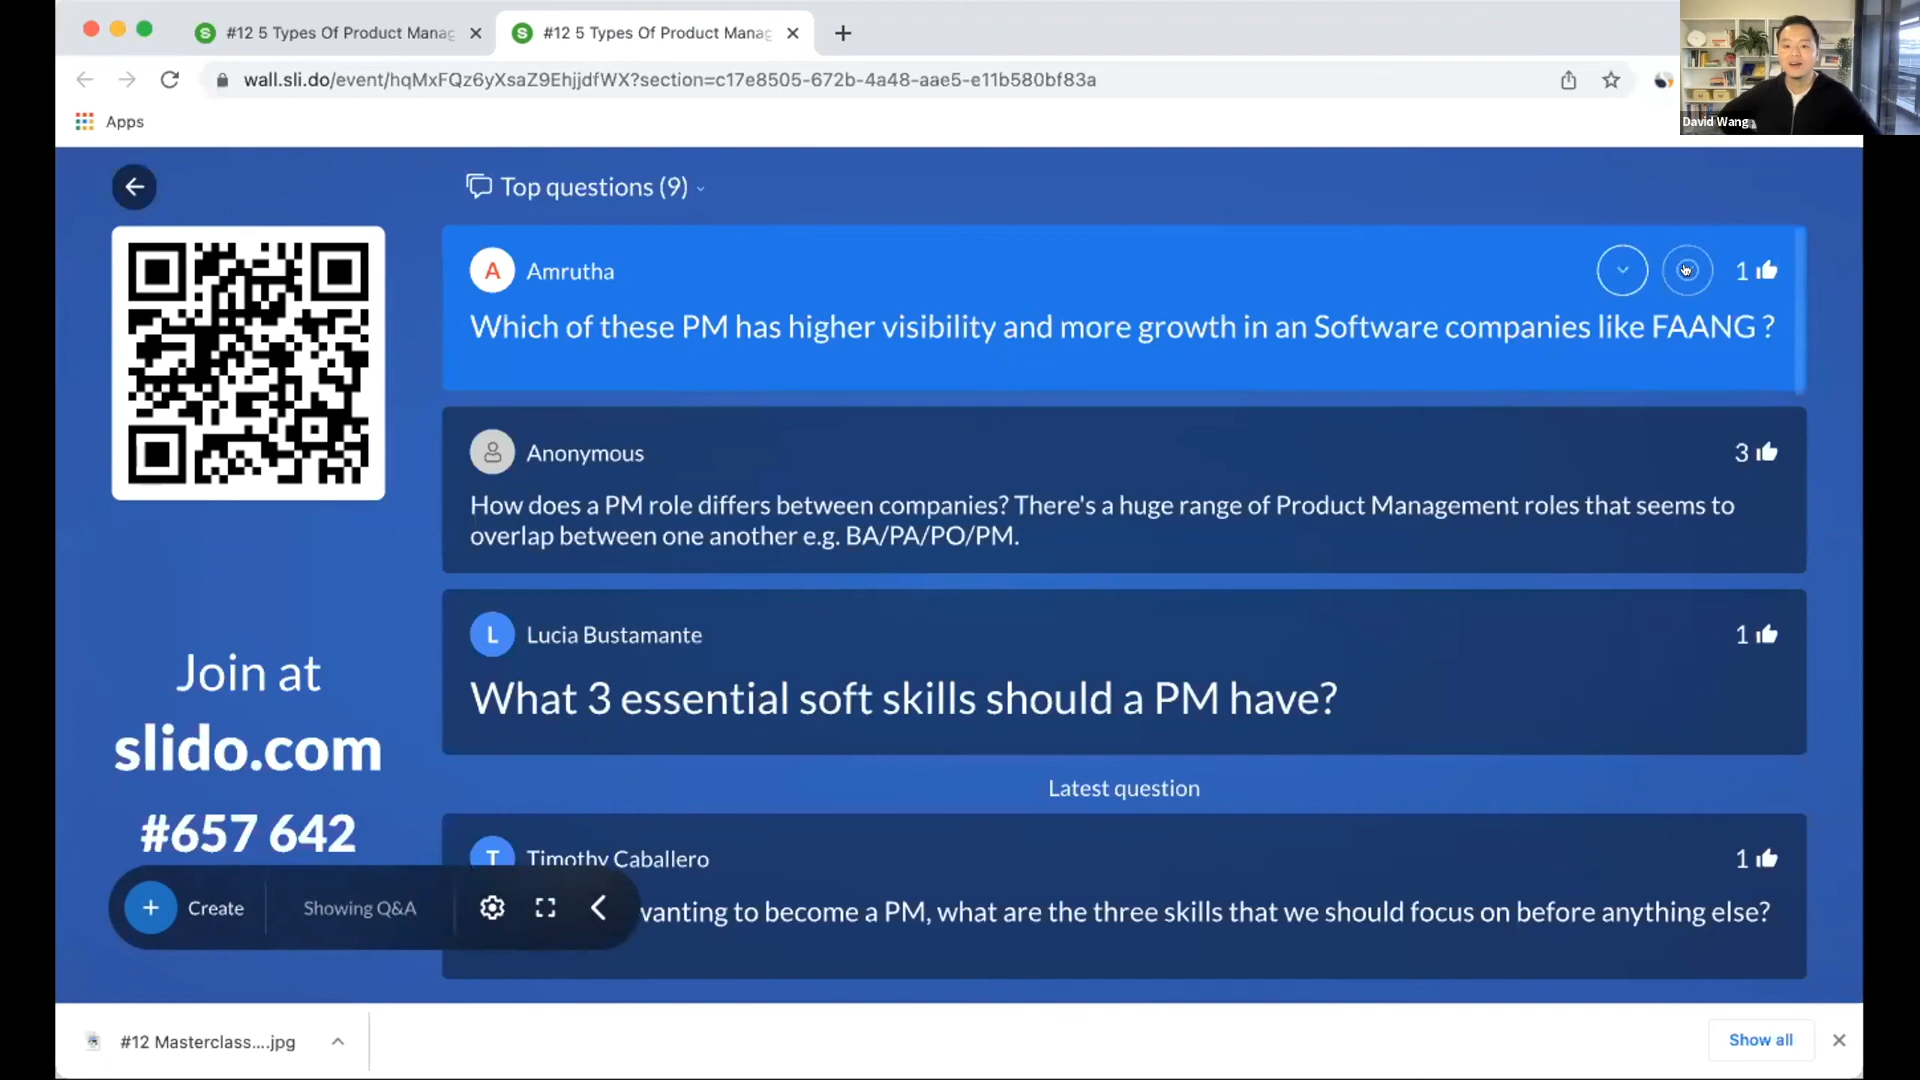 #12 5 Types Of Product Manag
#12 5 Types Of Product Manag
wall.sli.do/event/hqMxFQz6yXsaZ9EhjjdfWX?section=c17e8505-672b-4a48-aae5-e11b580bf83a
Apps
David Wang
Top questions (9)
A
Amrutha
1
Which of these PM has higher visibility and more growth in an Software companies like FAANG ?
Anonymous
3
How does a PM role differs between companies? There's a huge range of Product Management roles that seems to
overlap between one another e.g. BA/PA/PO/PM.
L
Lucia Bustamante
1
What 3 essential soft skills should a PM have?
Latest question
T
Timothy Caballero
1
wanting to become a PM, what are the three skills that we should focus on before anything else?
Join at
slido.com
#657 642
Create
Showing Q&A
#12 Masterclass....jpg
Show all